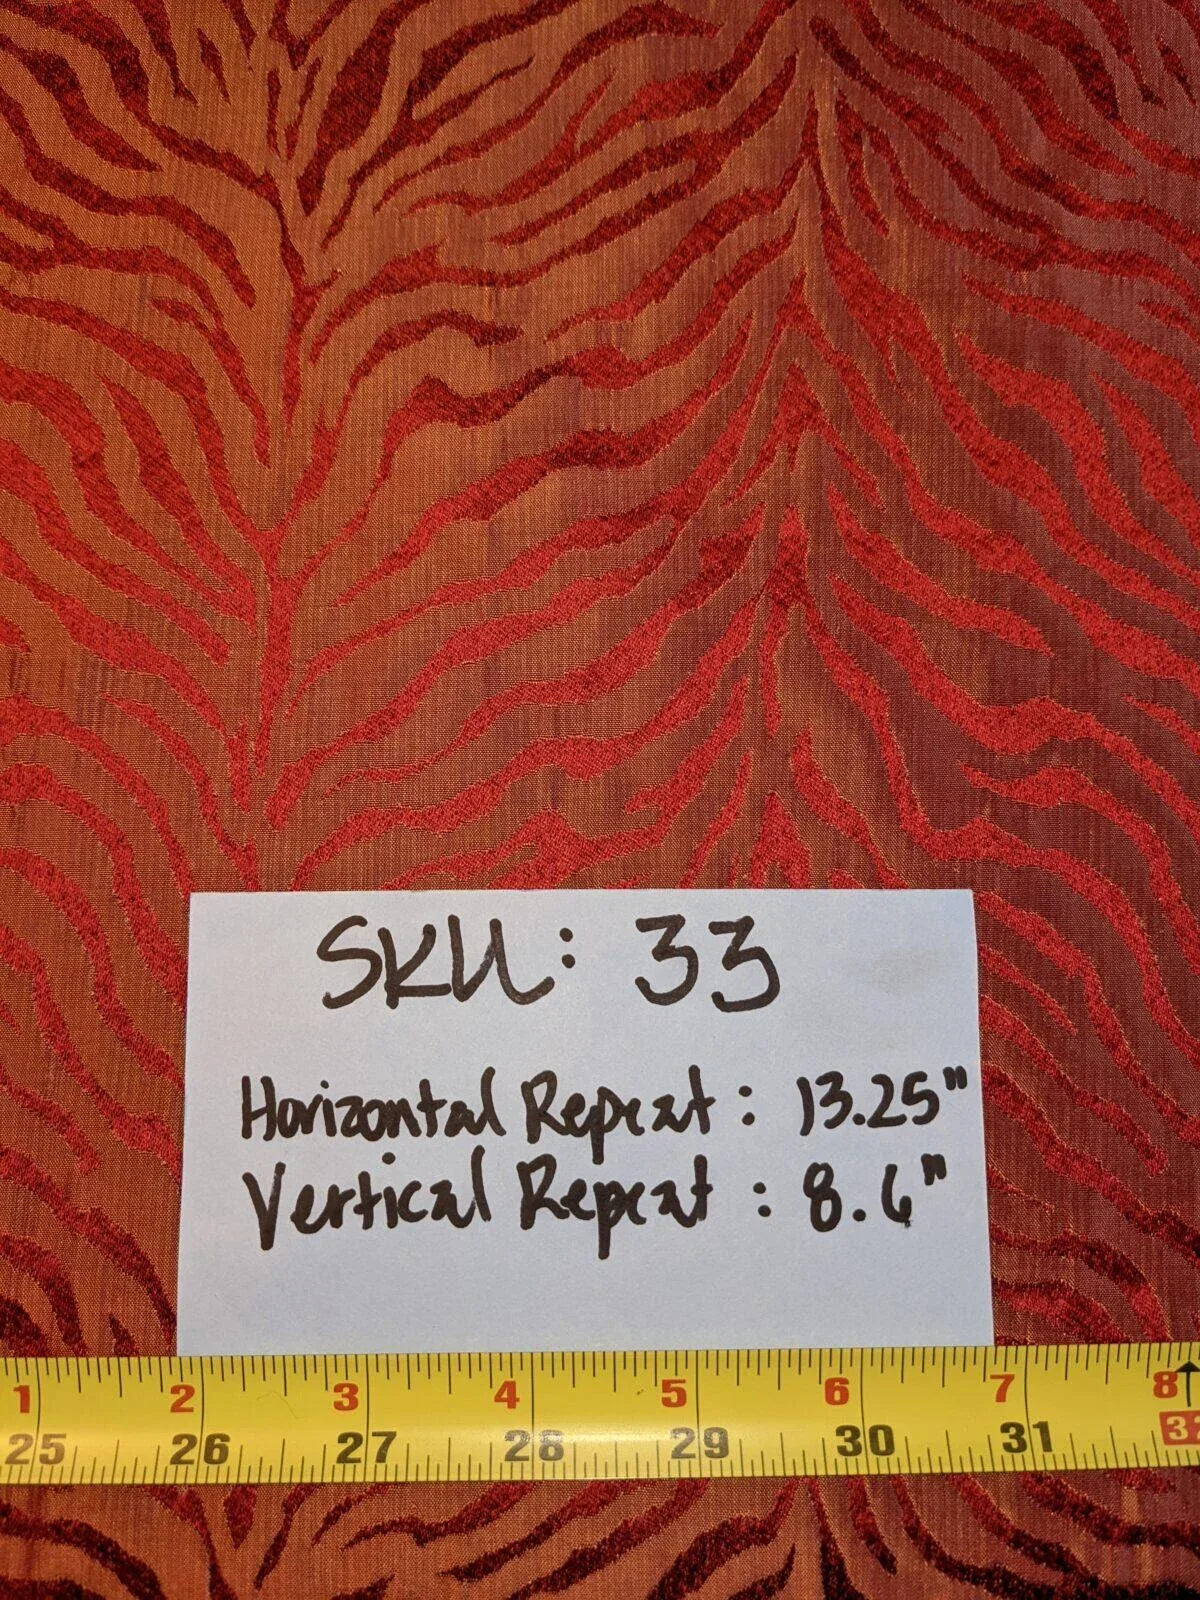 SKU: 33
Horizontal Repeat: 13.25"
Vertical Repeat: 8.6"
1 2 3 4 5 6 7 8
25 26 27 28 29 30 31 32